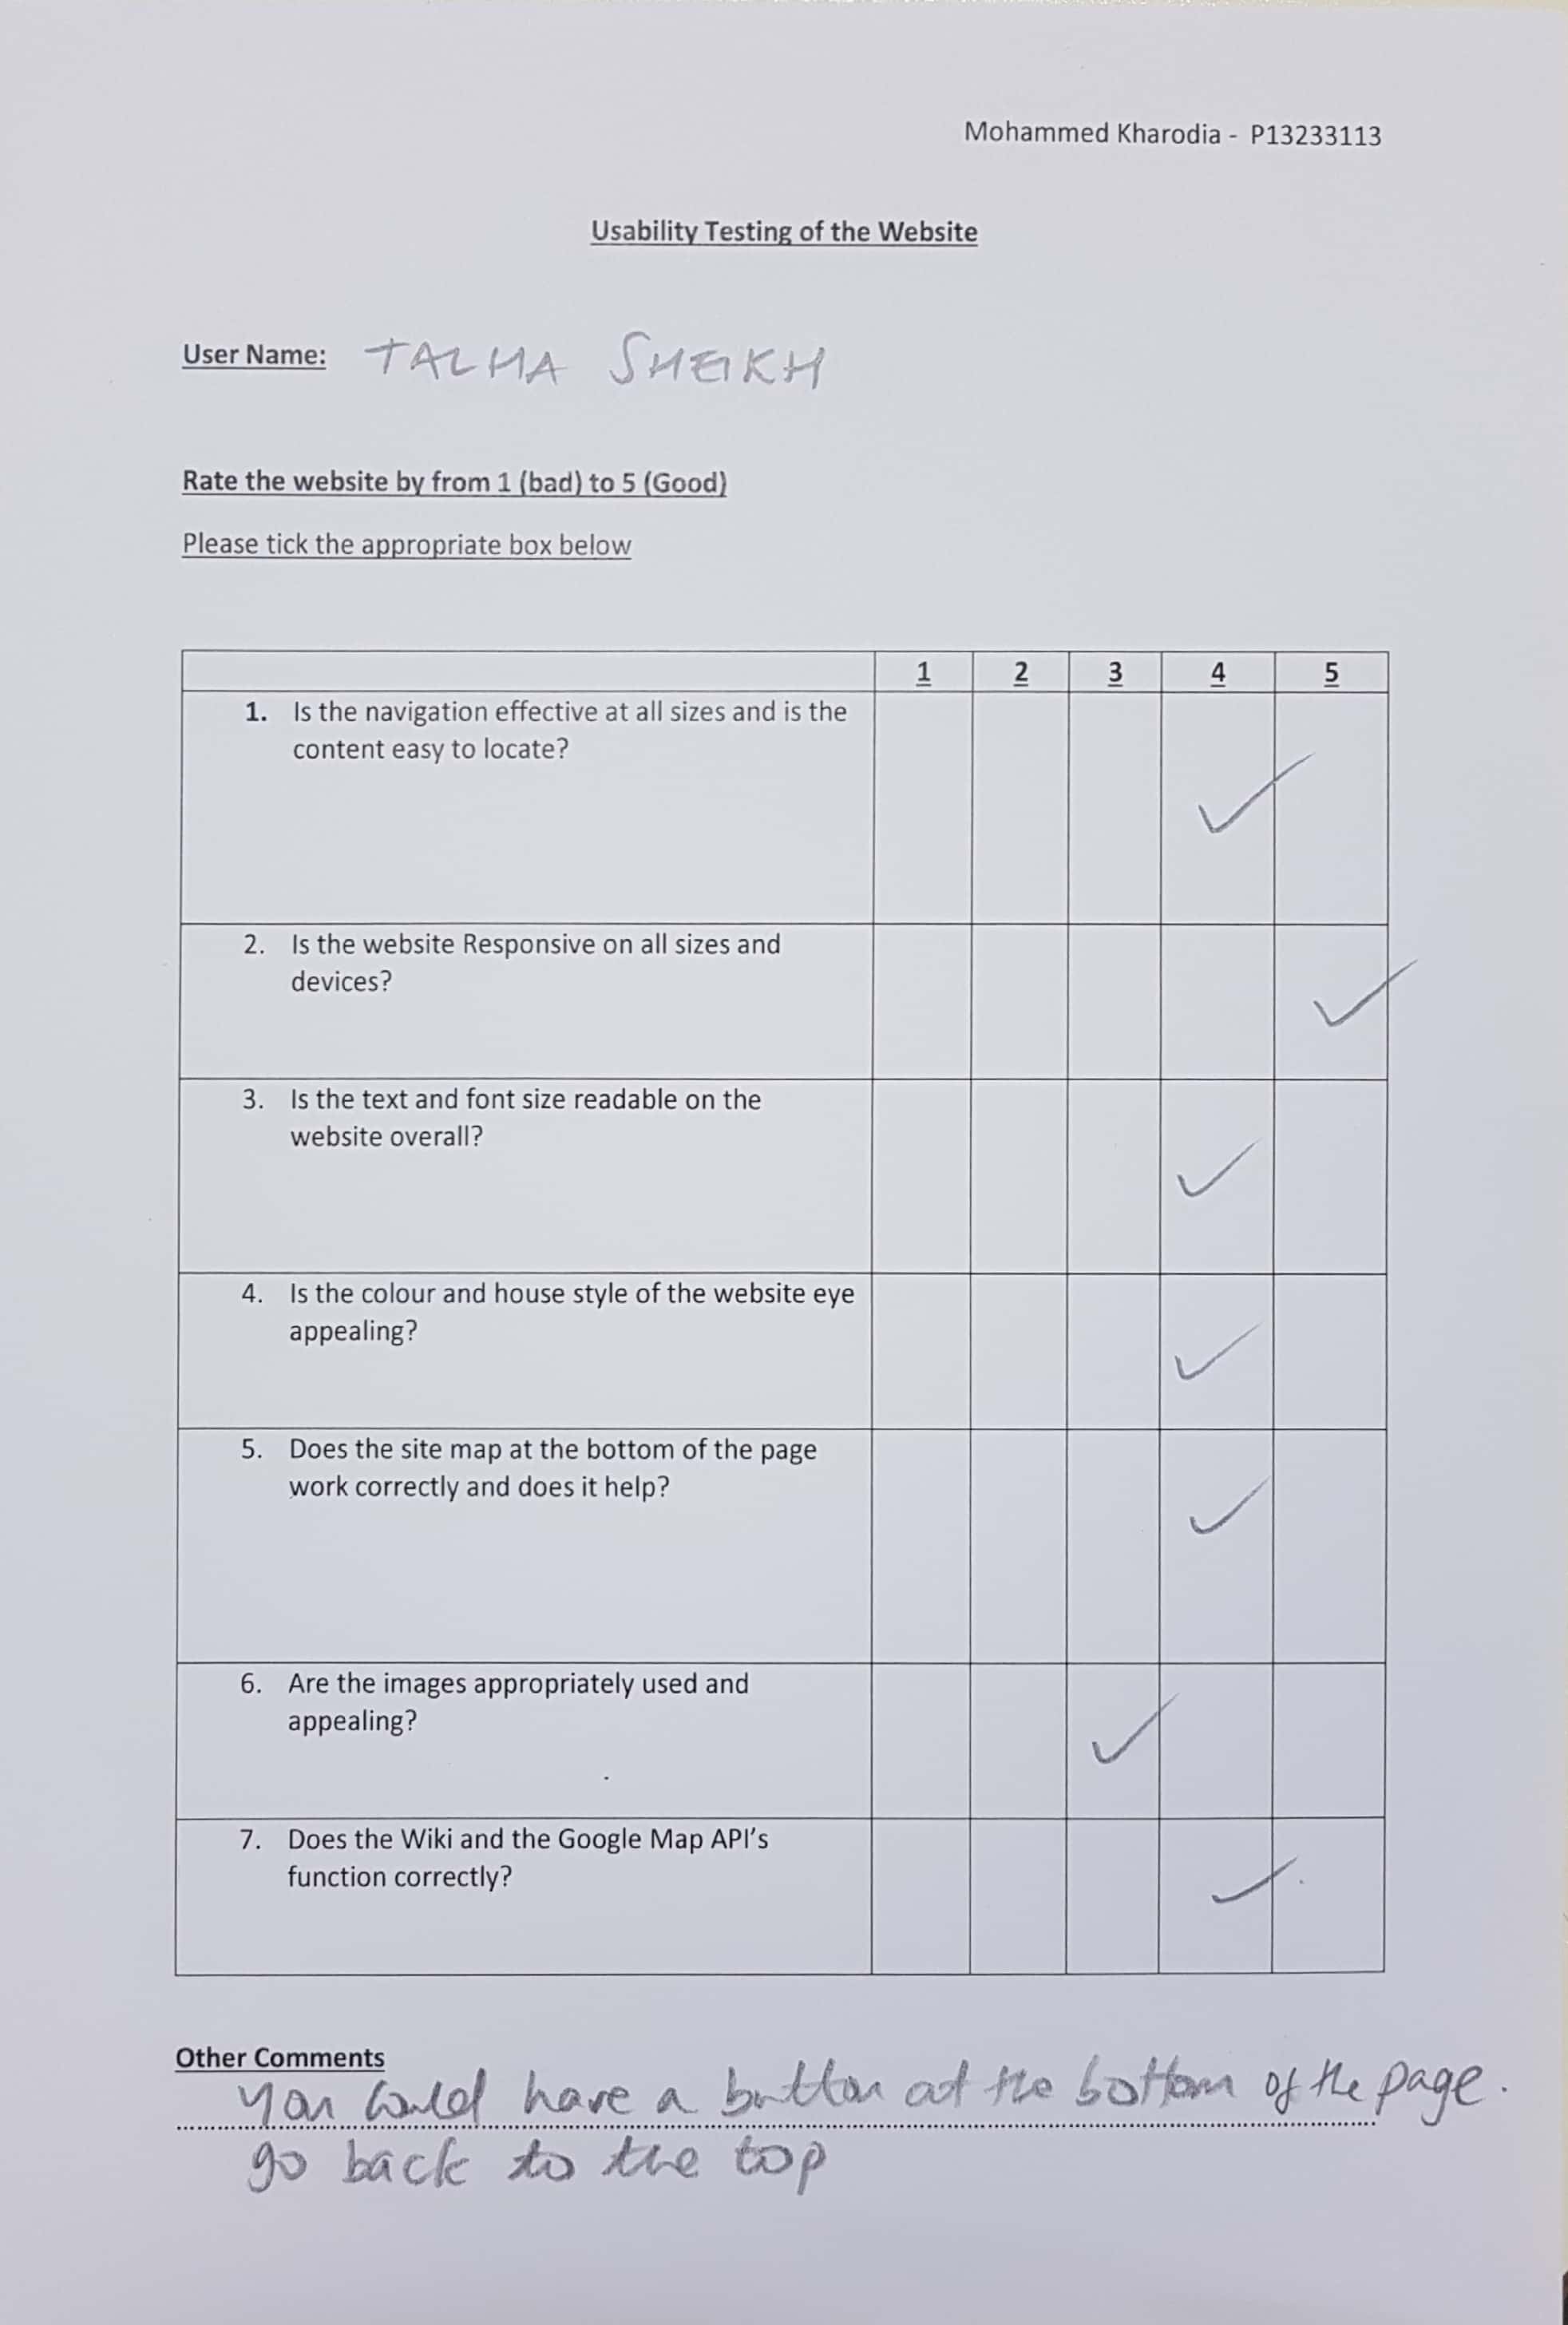 Mohammed Kharodia - P13233113
Usability Testing of the Website
User Name: TALHA SHEIKH
Rate the website by from 1 (bad) to 5 (Good)
Please tick the appropriate box below
1 2 3 4 5
1. Is the navigation effective at all sizes and is the
content easy to locate?
✓
2. Is the website Responsive on all sizes and
devices?
✓
3. Is the text and font size readable on the
website overall?
✓
4. Is the colour and house style of the website eye
appealing?
✓
5. Does the site map at the bottom of the page
work correctly and does it help?
✓
6. Are the images appropriately used and
appealing?
✓
7. Does the Wiki and the Google Map API's
function correctly?
✓
Other Comments
you could have a button at the bottom of the page.
go back to the top